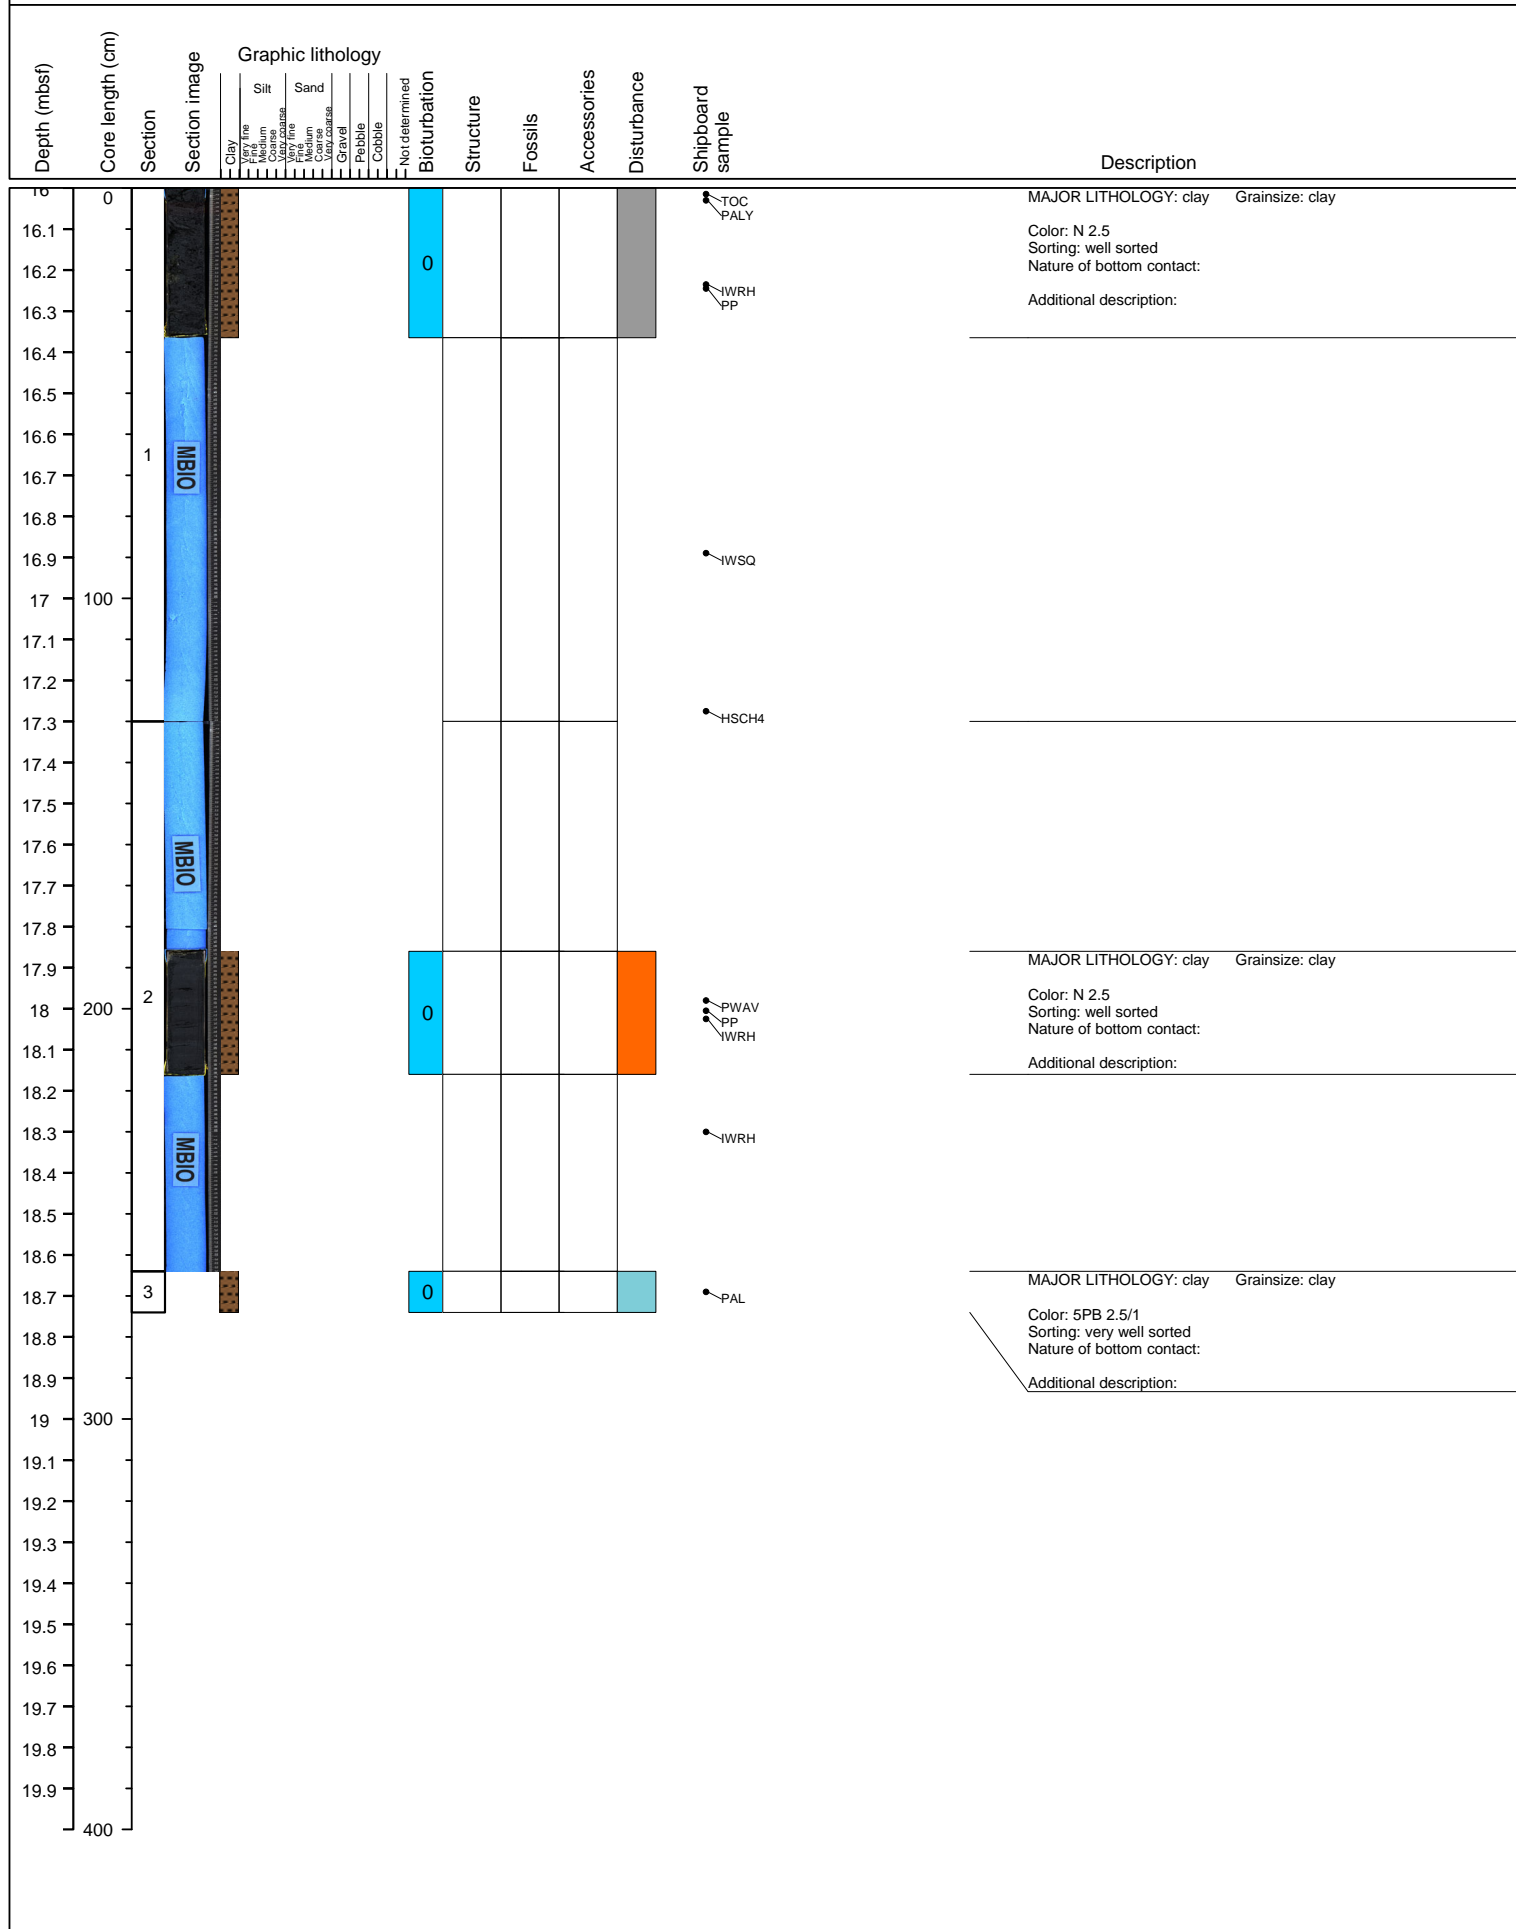 Depth (mbsf)
Core length (cm)
Section
Section image
Graphic lithology
Clay
Silt
Very fine
Fine
Medium
Coarse
Very coarse
Sand
Very fine
Fine
Medium
Coarse
Very coarse
Gravel
Pebble
Cobble
Not determined
Bioturbation
Structure
Fossils
Accessories
Disturbance
Shipboard
sample
Description
16
16.1
16.2
16.3
16.4
16.5
16.6
16.7
16.8
16.9
17
17.1
17.2
17.3
17.4
17.5
17.6
17.7
17.8
17.9
18
18.1
18.2
18.3
18.4
18.5
18.6
18.7
18.8
18.9
19
19.1
19.2
19.3
19.4
19.5
19.6
19.7
19.8
19.9
0
100
200
300
400
1
2
3
MBIO
MBIO
MBIO
0
0
0
TOC
PALY
IWRH
PP
IWSQ
HSCH4
PWAV
PP
IWRH
IWRH
PAL
MAJOR LITHOLOGY: clay Grainsize: clay
Color: N 2.5
Sorting: well sorted
Nature of bottom contact:
Additional description:
MAJOR LITHOLOGY: clay Grainsize: clay
Color: N 2.5
Sorting: well sorted
Nature of bottom contact:
Additional description:
MAJOR LITHOLOGY: clay Grainsize: clay
Color: 5PB 2.5/1
Sorting: very well sorted
Nature of bottom contact:
Additional description: